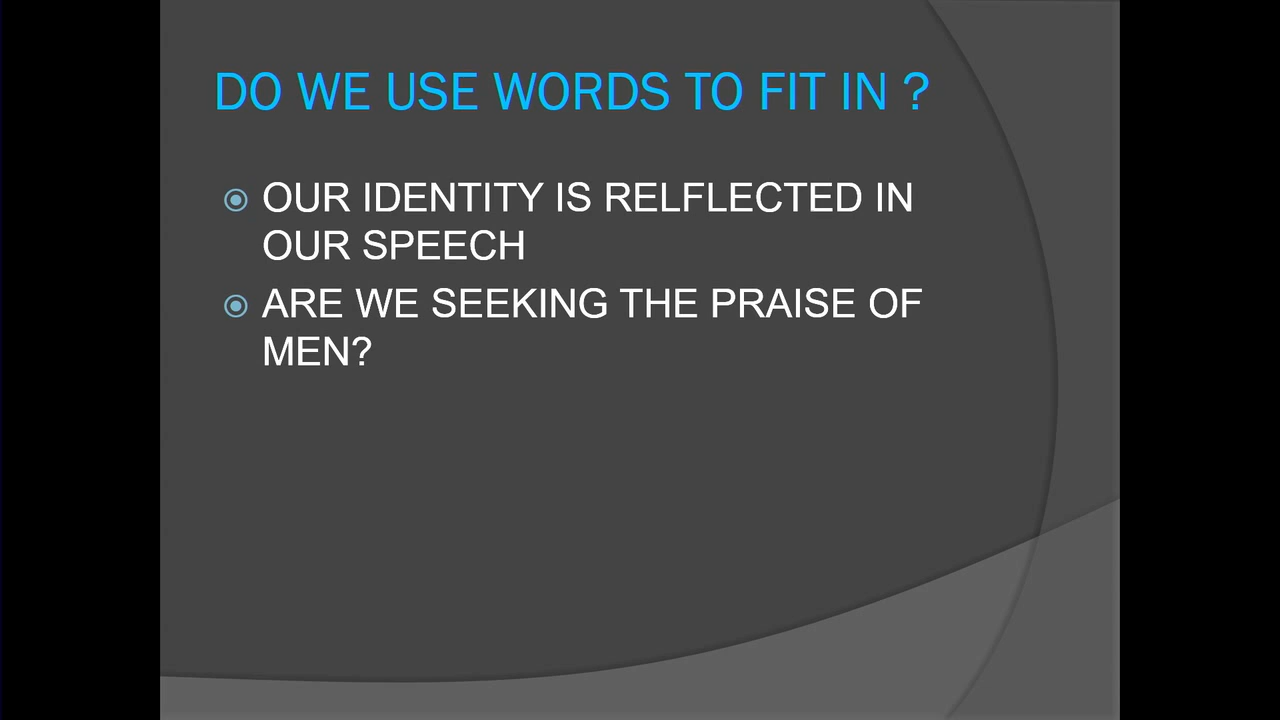 DO WE USE WORDS TO FIT IN ?
OUR IDENTITY IS RELFLECTED IN
OUR SPEECH
ARE WE SEEKING THE PRAISE OF
MEN?